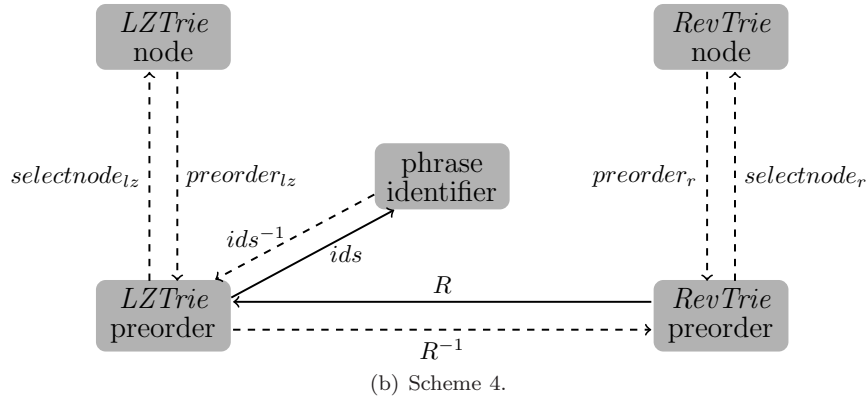 LZTrie
node
RevTrie
node
selectnode_lz
preorder_lz
phrase
identifier
preorder_r
selectnode_r
ids^-1
ids
LZTrie
preorder
R
R^-1
RevTrie
preorder
(b) Scheme 4.